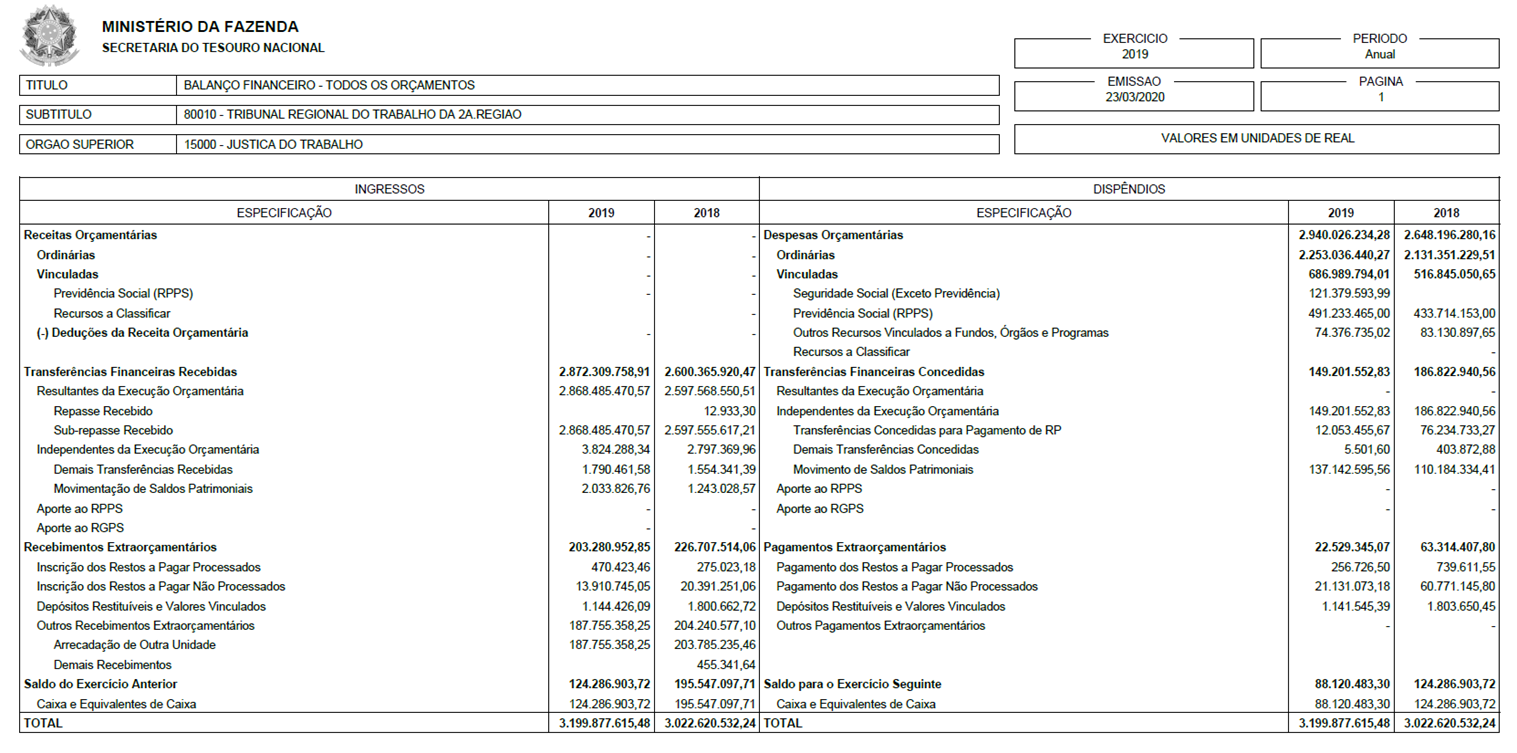 MINISTÉRIO DA FAZENDA
SECRETARIA DO TESOURO NACIONAL
EXERCICIO
2019
PERIODO
Anual
TITULO BALANÇO FINANCEIRO - TODOS OS ORÇAMENTOS
EMISSAO
23/03/2020
PAGINA
1
SUBTITULO 80010 - TRIBUNAL REGIONAL DO TRABALHO DA 2A.REGIAO
ORGAO SUPERIOR 15000 - JUSTICA DO TRABALHO
VALORES EM UNIDADES DE REAL
INGRESSOS DISPÊNDIOS
ESPECIFICAÇÃO 2019 2018 ESPECIFICAÇÃO 2019 2018
Receitas Orçamentárias - - Despesas Orçamentárias 2.940.026.234,28 2.648.196.280,16
Ordinárias - - Ordinárias 2.253.036.440,27 2.131.351.229,51
Vinculadas - - Vinculadas 686.989.794,01 516.845.050,65
Previdência Social (RPPS) - - Seguridade Social (Exceto Previdência) 121.379.593,99
Recursos a Classificar - Previdência Social (RPPS) 491.233.465,00 433.714.153,00
(-) Deduções da Receita Orçamentária - - Outros Recursos Vinculados a Fundos, Órgãos e Programas 74.376.735,02 83.130.897,65
Recursos a Classificar -
Transferências Financeiras Recebidas 2.872.309.758,91 2.600.365.920,47 Transferências Financeiras Concedidas 149.201.552,83 186.822.940,56
Resultantes da Execução Orçamentária 2.868.485.470,57 2.597.568.550,51 Resultantes da Execução Orçamentária - -
Repasse Recebido 12.933,30 Independentes da Execução Orçamentária 149.201.552,83 186.822.940,56
Sub-repasse Recebido 2.868.485.470,57 2.597.555.617,21 Transferências Concedidas para Pagamento de RP 12.053.455,67 76.234.733,27
Independentes da Execução Orçamentária 3.824.288,34 2.797.369,96 Demais Transferências Concedidas 5.501,60 403.872,88
Demais Transferências Recebidas 1.790.461,58 1.554.341,39 Movimento de Saldos Patrimoniais 137.142.595,56 110.184.334,41
Movimentação de Saldos Patrimoniais 2.033.826,76 1.243.028,57 Aporte ao RPPS - -
Aporte ao RPPS - - Aporte ao RGPS - -
Aporte ao RGPS - -
Recebimentos Extraorçamentários 203.280.952,85 226.707.514,06 Pagamentos Extraorçamentários 22.529.345,07 63.314.407,80
Inscrição dos Restos a Pagar Processados 470.423,46 275.023,18 Pagamento dos Restos a Pagar Processados 256.726,50 739.611,55
Inscrição dos Restos a Pagar Não Processados 13.910.745,05 20.391.251,06 Pagamento dos Restos a Pagar Não Processados 21.131.073,18 60.771.145,80
Depósitos Restituíveis e Valores Vinculados 1.144.426,09 1.800.662,72 Depósitos Restituíveis e Valores Vinculados 1.141.545,39 1.803.650,45
Outros Recebimentos Extraorçamentários 187.755.358,25 204.240.577,10 Outros Pagamentos Extraorçamentários - -
Arrecadação de Outra Unidade 187.755.358,25 203.785.235,46
Demais Recebimentos 455.341,64
Saldo do Exercício Anterior 124.286.903,72 195.547.097,71 Saldo para o Exercício Seguinte 88.120.483,30 124.286.903,72
Caixa e Equivalentes de Caixa 124.286.903,72 195.547.097,71 Caixa e Equivalentes de Caixa 88.120.483,30 124.286.903,72
TOTAL 3.199.877.615,48 3.022.620.532,24 TOTAL 3.199.877.615,48 3.022.620.532,24